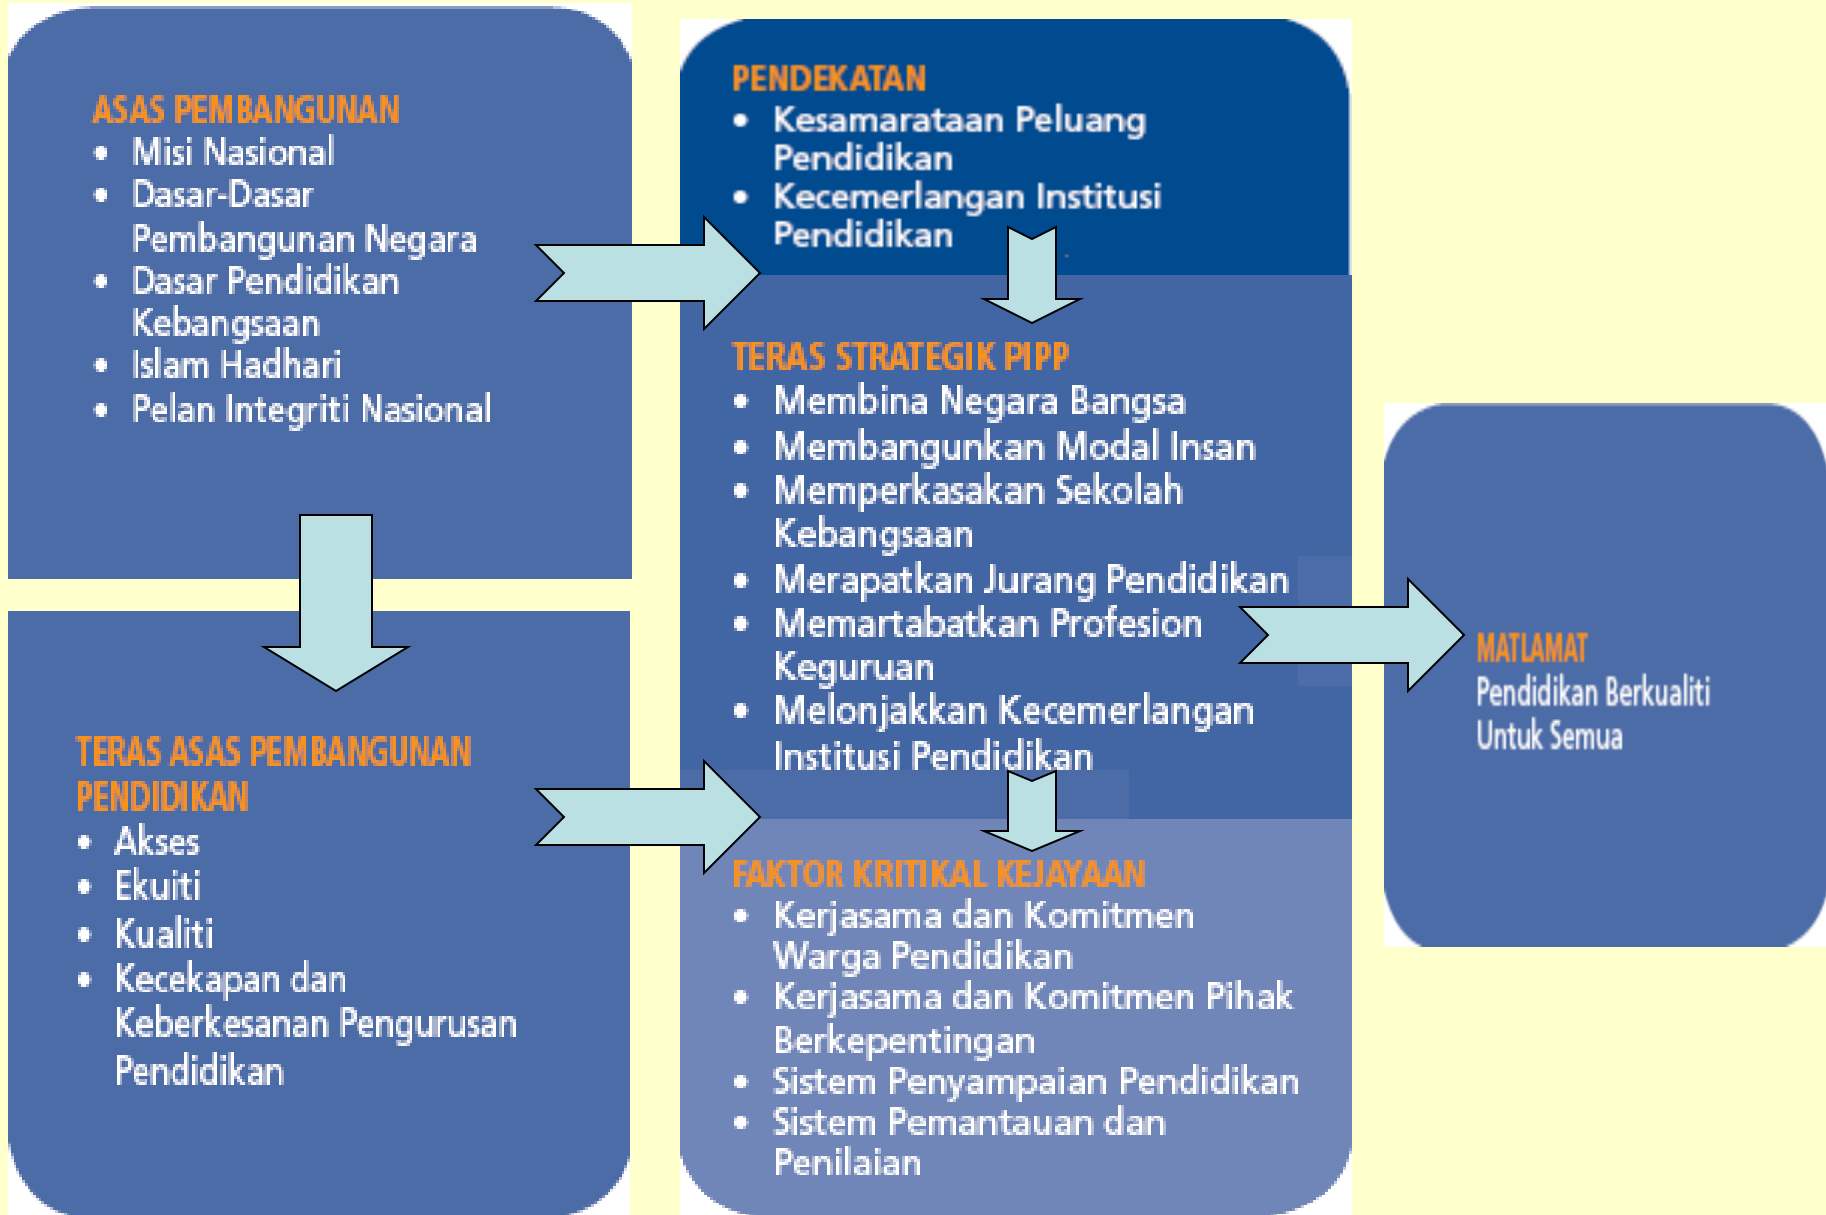 ASAS PEMBANGUNAN
• Misi Nasional
• Dasar-Dasar
Pembangunan Negara
• Dasar Pendidikan
Kebangsaan
• Islam Hadhari
• Pelan Integriti Nasional
TERAS ASAS PEMBANGUNAN
PENDIDIKAN
• Akses
• Ekuiti
• Kualiti
• Kecekapan dan
Keberkesanan Pengurusan
Pendidikan
PENDEKATAN
• Kesamarataan Peluang
Pendidikan
• Kecemerlangan Institusi
Pendidikan
TERAS STRATEGIK PIPP
• Membina Negara Bangsa
• Membangunkan Modal Insan
• Memperkasakan Sekolah
Kebangsaan
• Merapatkan Jurang Pendidikan
• Memartabatkan Profesion
Keguruan
• Melonjakkan Kecemerlangan
Institusi Pendidikan
FAKTOR KRITIKAL KEJAYAAN
• Kerjasama dan Komitmen
Warga Pendidikan
• Kerjasama dan Komitmen Pihak
Berkepentingan
• Sistem Penyampaian Pendidikan
• Sistem Pemantauan dan
Penilaian
MATLAMAT
Pendidikan Berkualiti
Untuk Semua